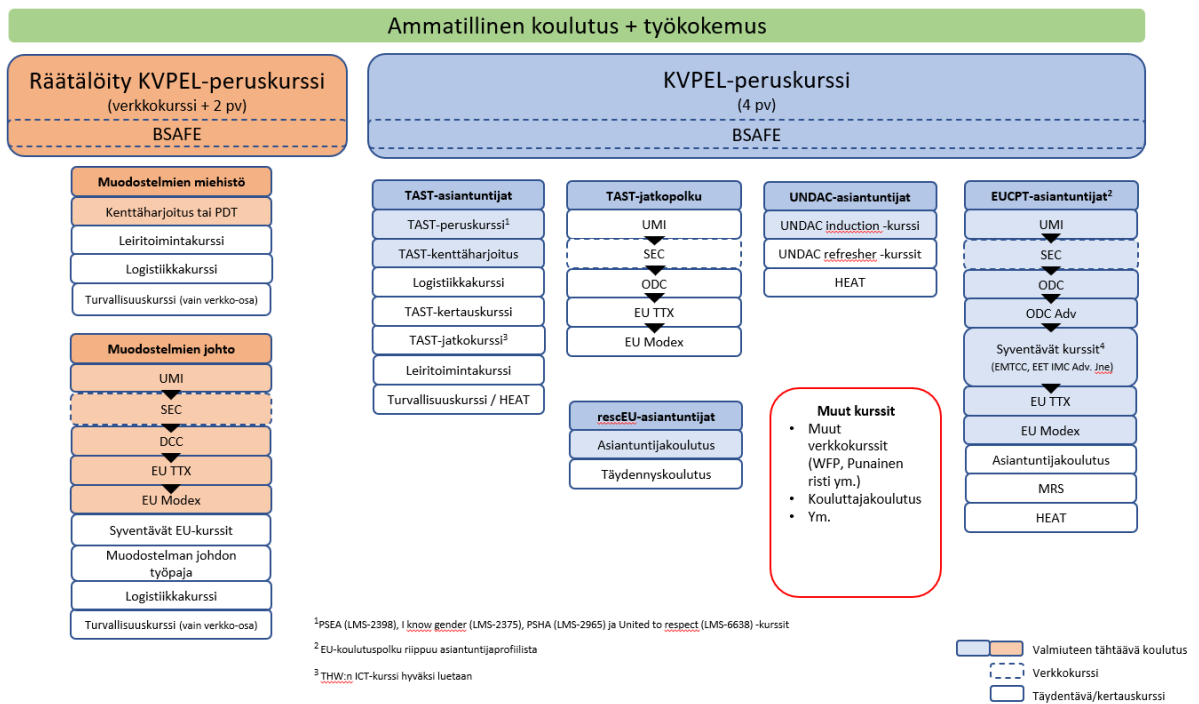 Ammatillinen koulutus + työkokemus
Räätälöity KVPEL-peruskurssi
(verkkokurssi + 2 pv)
BSAFE
KVPEL-peruskurssi
(4 pv)
BSAFE
Muodostelmien miehistö
Kenttäharjoitus tai PDT
Leiritoimintakurssi
Logistiikkakurssi
Turvallisuuskurssi (vain verkko-osa)
Muodostelmien johto
UMI
SEC
DCC
EU TTX
EU Modex
Syventävät EU-kurssit
Muodostelman johdon
työpaja
Logistiikkakurssi
Turvallisuuskurssi (vain verkko-osa)
TAST-asiantuntijat
TAST-peruskurssi¹
TAST-kenttäharjoitus
Logistiikkakurssi
TAST-kertauskurssi
TAST-jatkokurssi³
Leiritoimintakurssi
Turvallisuuskurssi / HEAT
TAST-jatkopolku
UMI
SEC
ODC
EU TTX
EU Modex
rescEU-asiantuntijat
Asiantuntijakoulutus
Täydennyskoulutus
UNDAC-asiantuntijat
UNDAC induction -kurssi
UNDAC refresher -kurssit
HEAT
Muut kurssit
• Muut
verkkokurssit
(WFP, Punainen
risti ym.)
• Kouluttajakoulutus
• Ym.
EUCPT-asiantuntijat²
UMI
SEC
ODC
ODC Adv
Syventävät kurssit⁴
(EMTCC, EET IMC Adv. Jne)
EU TTX
EU Modex
Asiantuntijakoulutus
MRS
HEAT
¹PSEA (LMS-2398), I know gender (LMS-2375), PSHA (LMS-2965) ja United to respect (LMS-6638) -kurssit
² EU-koulutuspolku riippuu asiantuntijaprofiilista
³ THW:n ICT-kurssi hyväksi luetaan
Valmiuteen tähtäävä koulutus
Verkkokurssi
Täydentävä/kertauskurssi